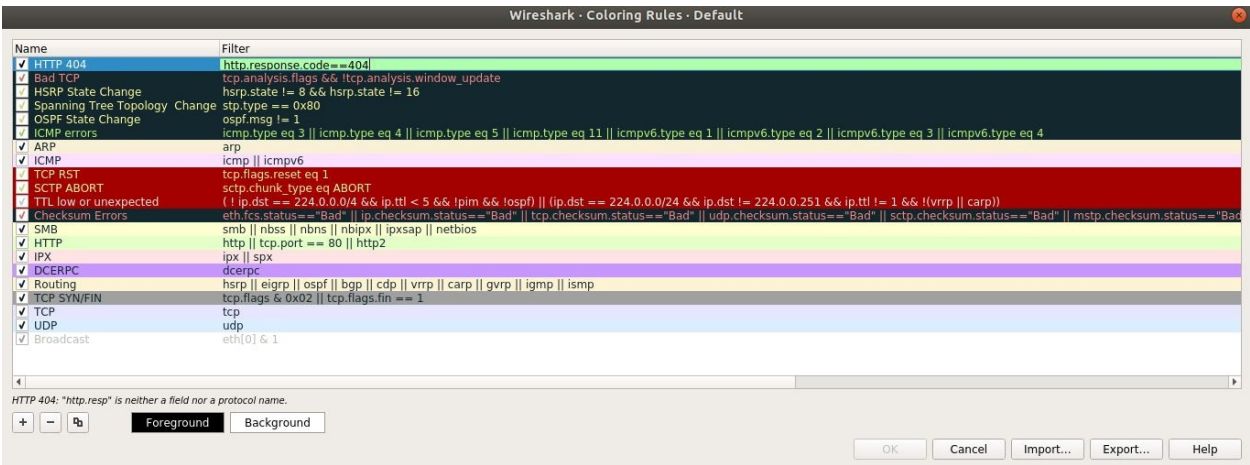 Wireshark · Coloring Rules · Default
Name Filter
HTTP 404 http.response.code==404
Bad TCP tcp.analysis.flags && !tcp.analysis.window_update
HSRP State Change hsrp.state != 8 && hsrp.state != 16
Spanning Tree Topology Change stp.type == 0x80
OSPF State Change ospf.msg != 1
ICMP errors icmp.type eq 3 || icmp.type eq 4 || icmp.type eq 5 || icmp.type eq 11 || icmpv6.type eq 1 || icmpv6.type eq 2 || icmpv6.type eq 3 || icmpv6.type eq 4
ARP arp
ICMP icmp || icmpv6
TCP RST tcp.flags.reset eq 1
SCTP ABORT sctp.chunk_type eq ABORT
TTL low or unexpected ( ! ip.dst == 224.0.0.0/4 && ip.ttl < 5 && !pim && !ospf) || (ip.dst == 224.0.0.0/24 && ip.dst != 224.0.0.251 && ip.ttl != 1 && !(vrrp || carp))
Checksum Errors eth.fcs.status=="Bad" || ip.checksum.status=="Bad" || tcp.checksum.status=="Bad" || udp.checksum.status=="Bad" || sctp.checksum.status=="Bad" || mstp.checksum.status=="Bad
SMB smb || nbss || nbns || nbipx || ipxsap || netbios
HTTP http || tcp.port == 80 || http2
IPX ipx || spx
DCERPC dcerpc
Routing hsrp || eigrp || ospf || bgp || cdp || vrrp || carp || gvrp || igmp || ismp
TCP SYN/FIN tcp.flags & 0x02 || tcp.flags.fin == 1
TCP tcp
UDP udp
Broadcast eth[0] & 1
HTTP 404: "http.resp" is neither a field nor a protocol name.
Foreground Background
OK Cancel Import... Export... Help